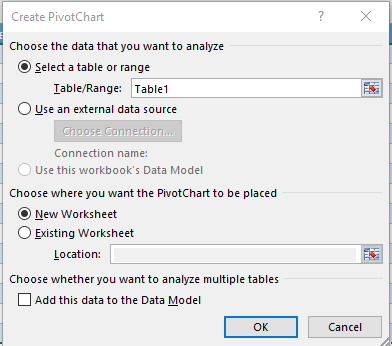 Create PivotChart ? ×
Choose the data that you want to analyze
Select a table or range
Table/Range: Table1
Use an external data source
Choose Connection...
Connection name:
Use this workbook's Data Model
Choose where you want the PivotChart to be placed
New Worksheet
Existing Worksheet
Location:
Choose whether you want to analyze multiple tables
Add this data to the Data Model
OK Cancel